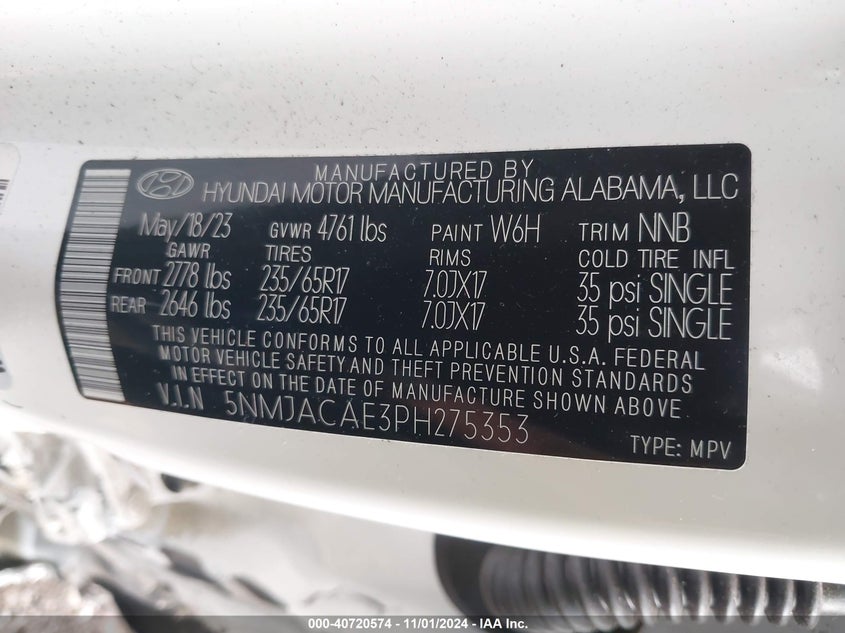 MANUFACTURED BY
HYUNDAI MOTOR MANUFACTURING ALABAMA, LLC
May/18/23 GVWR 4761 lbs PAINT W6H TRIM NNB
GAWR TIRES RIMS COLD TIRE INFL
FRONT 2778 lbs 235/65R17 7.0JX17 35 psi SINGLE
REAR 2646 lbs 235/65R17 7.0JX17 35 psi SINGLE
THIS VEHICLE CONFORMS TO ALL APPLICABLE U.S.A. FEDERAL
MOTOR VEHICLE SAFETY AND THEFT PREVENTION STANDARDS
IN EFFECT ON THE DATE OF MANUFACTURE SHOWN ABOVE.
V.I.N 5NMJACAE3PH275353
TYPE: MPV
000-40720574 - 11/01/2024 - IAA Inc.